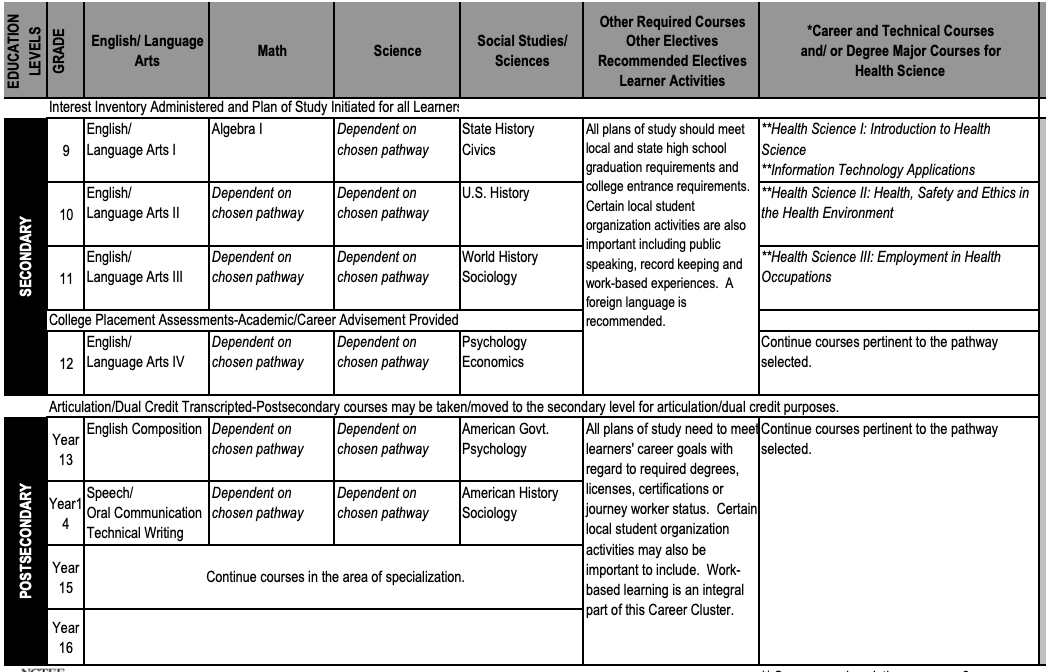 EDUCATION
LEVELS
GRADE
English/ Language
Arts
Math
Science
Social Studies/
Sciences
Other Required Courses
Other Electives
Recommended Electives
Learner Activities
*Career and Technical Courses
and/ or Degree Major Courses for
Health Science
Interest Inventory Administered and Plan of Study Initiated for all Learners
SECONDARY
9
English/
Language Arts I
Algebra I
Dependent on
chosen pathway
State History
Civics
All plans of study should meet
local and state high school
graduation requirements and
college entrance requirements.
Certain local student
organization activities are also
important including public
speaking, record keeping and
work-based experiences.  A
foreign language is
recommended.
**Health Science I: Introduction to Health
Science
**Information Technology Applications
10
English/
Language Arts II
Dependent on
chosen pathway
Dependent on
chosen pathway
U.S. History
**Health Science II: Health, Safety and Ethics in
the Health Environment
11
English/
Language Arts III
Dependent on
chosen pathway
Dependent on
chosen pathway
World History
Sociology
**Health Science III: Employment in Health
Occupations
College Placement Assessments-Academic/Career Advisement Provided
12
English/
Language Arts IV
Dependent on
chosen pathway
Dependent on
chosen pathway
Psychology
Economics
Continue courses pertinent to the pathway
selected.
Articulation/Dual Credit Transcripted-Postsecondary courses may be taken/moved to the secondary level for articulation/dual credit purposes.
POSTSECONDARY
Year
13
English Composition
Dependent on
chosen pathway
Dependent on
chosen pathway
American Govt.
Psychology
All plans of study need to meet
learners' career goals with
regard to required degrees,
licenses, certifications or
journey worker status.  Certain
local student organization
activities may also be
important to include.  Work-
based learning is an integral
part of this Career Cluster.
Continue courses pertinent to the pathway
selected.
Year1
4
Speech/
Oral Communication
Technical Writing
Dependent on
chosen pathway
Dependent on
chosen pathway
American History
Sociology
Year
15
Continue courses in the area of specialization.
Year
16